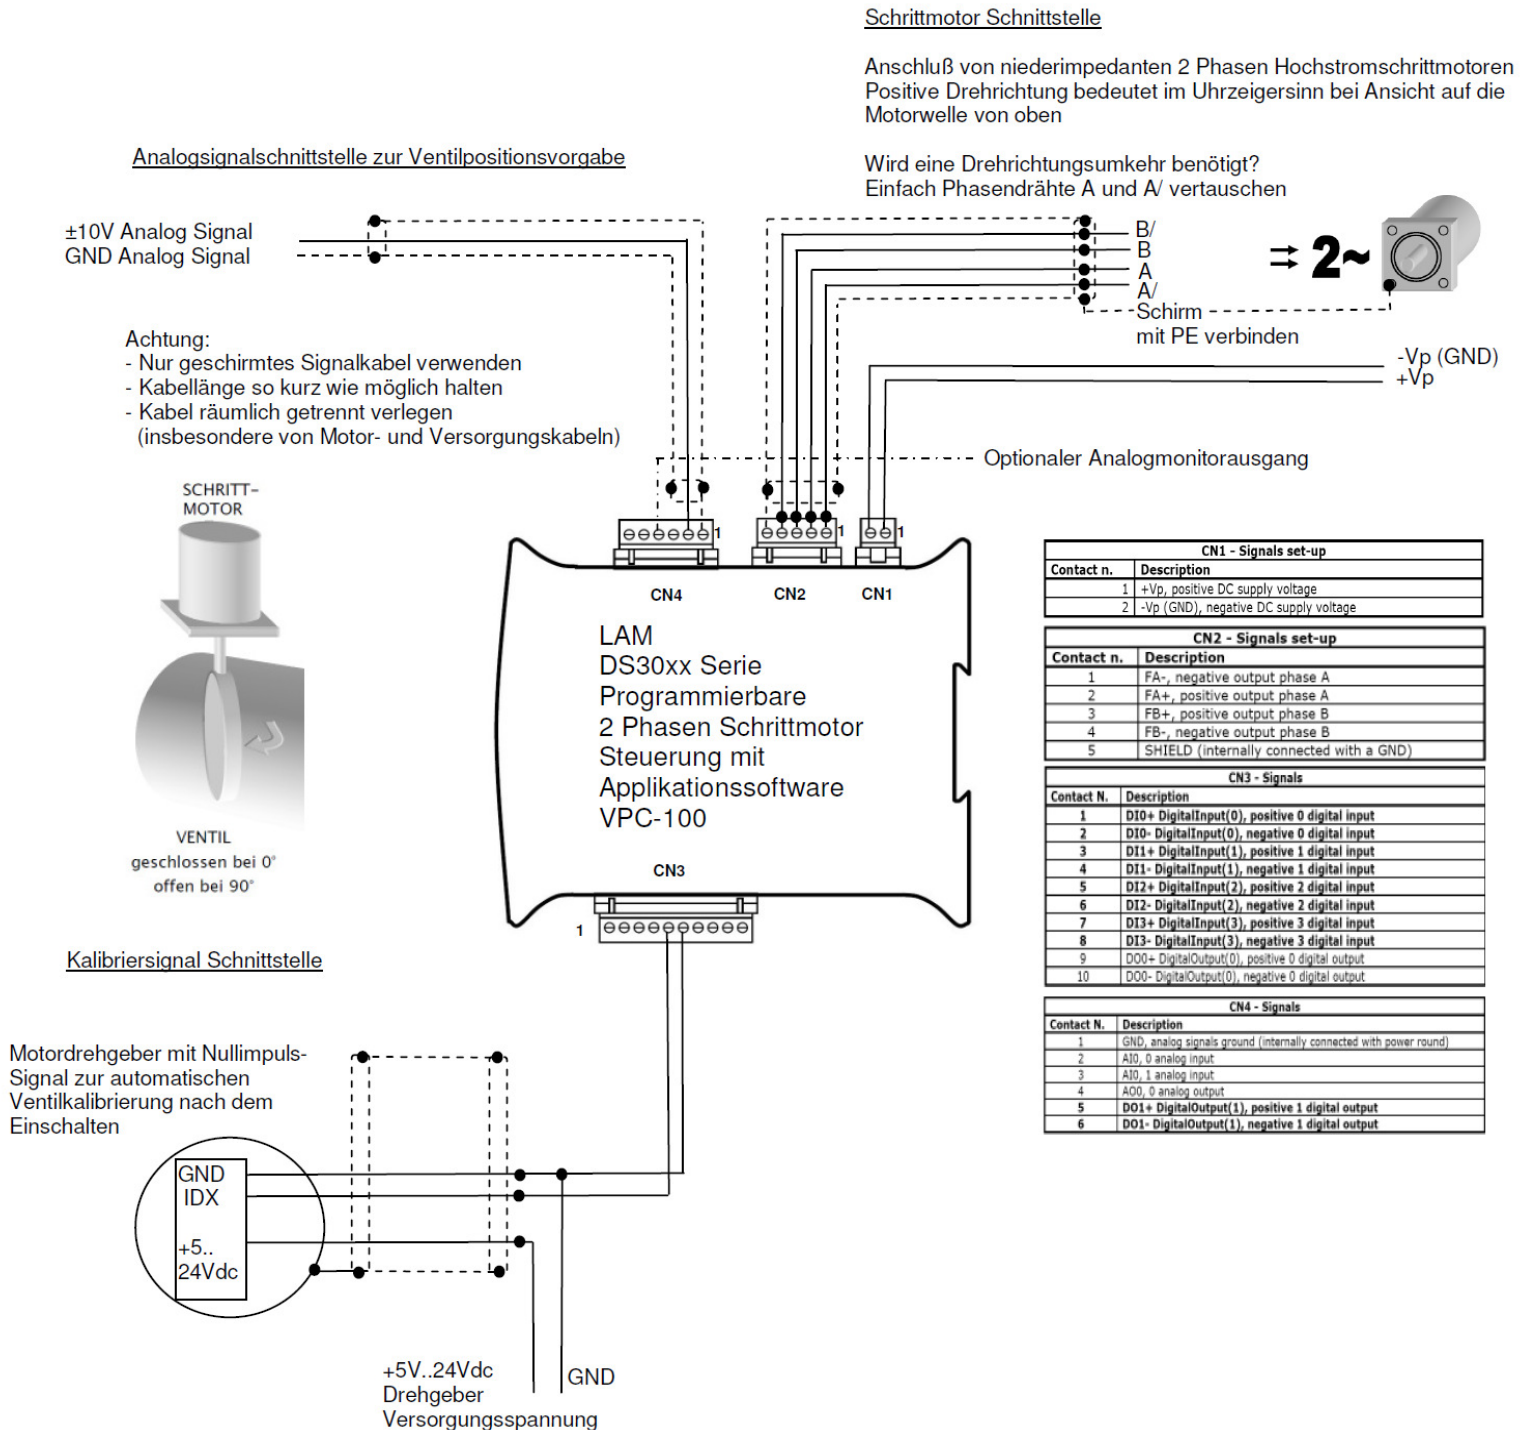 Schrittmotor Schnittstelle
Anschluß von niederimpedanten 2 Phasen Hochstromschrittmotoren
Positive Drehrichtung bedeutet im Uhrzeigersinn bei Ansicht auf die
Motorwelle von oben
Wird eine Drehrichtungsumkehr benötigt?
Einfach Phasendrähte A und A/ vertauschen
Analogsignalschnittstelle zur Ventilpositionsvorgabe
±10V Analog Signal
GND Analog Signal
B/
B
A
A/
2~
Schirm
mit PE verbinden
-Vp (GND)
+Vp
Achtung:
- Nur geschirmtes Signalkabel verwenden
- Kabellänge so kurz wie möglich halten
- Kabel räumlich getrennt verlegen
(insbesondere von Motor- und Versorgungskabeln)
Optionaler Analogmonitorausgang
SCHRITT-
MOTOR
1
1
1
CN4
CN2
CN1
LAM
DS30xx Serie
Programmierbare
2 Phasen Schrittmotor
Steuerung mit
Applikationssoftware
VPC-100
CN3
1
VENTIL
geschlossen bei 0°
offen bei 90°
CN1 - Signals set-up
Contact n. Description
1 +Vp, positive DC supply voltage
2 -Vp (GND), negative DC supply voltage
CN2 - Signals set-up
Contact n. Description
1 FA-, negative output phase A
2 FA+, positive output phase A
3 FB+, positive output phase B
4 FB-, negative output phase B
5 SHIELD (internally connected with a GND)
CN3 - Signals
Contact N. Description
1 DI0+ DigitalInput(0), positive 0 digital input
2 DI0- DigitalInput(0), negative 0 digital input
3 DI1+ DigitalInput(1), positive 1 digital input
4 DI1- DigitalInput(1), negative 1 digital input
5 DI2+ DigitalInput(2), positive 2 digital input
6 DI2- DigitalInput(2), negative 2 digital input
7 DI3+ DigitalInput(3), positive 3 digital input
8 DI3- DigitalInput(3), negative 3 digital input
9 DO0+ DigitalOutput(0), positive 0 digital output
10 DO0- DigitalOutput(0), negative 0 digital output
CN4 - Signals
Contact N. Description
1 GND, analog signals ground (internally connected with power round)
2 AI0, 0 analog input
3 AI0, 1 analog input
4 AO0, 0 analog output
5 DO1+ DigitalOutput(1), positive 1 digital output
6 DO1- DigitalOutput(1), negative 1 digital output
Kalibriersignal Schnittstelle
Motordrehgeber mit Nullimpuls-
Signal zur automatischen
Ventilkalibrierung nach dem
Einschalten
GND
IDX
+5..
24Vdc
+5V..24Vdc
Drehgeber
Versorgungsspannung
GND